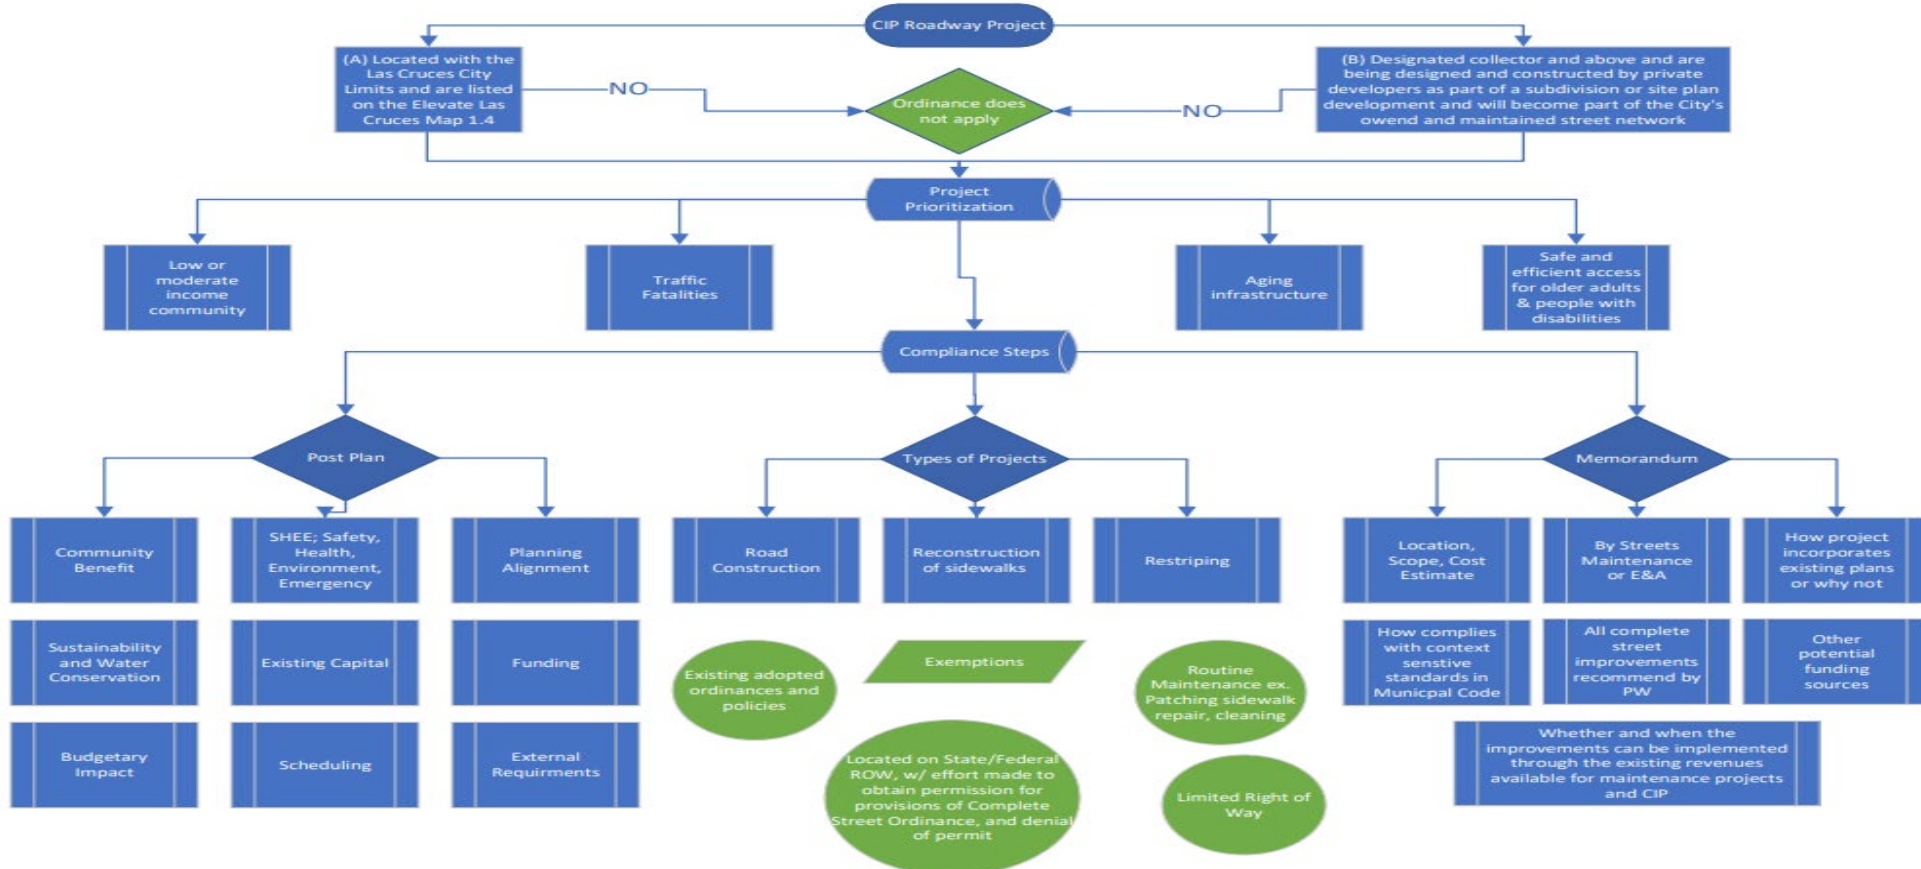 CIP Roadway Project
(A) Located with the
Las Cruces City
Limits and are listed
on the Elevate Las
Cruces Map 1.4
NO
Ordinance does
not apply
NO
(B) Designated collector and above and are
being designed and constructed by private
developers as part of a subdivision or site plan
development and will become part of the City's
owend and maintained street network
Project
Prioritization
Low or
moderate
income
community
Traffic
Fatalities
Aging
infrastructure
Safe and
efficient access
for older adults
& people with
disabilities
Compliance Steps
Post Plan
Types of Projects
Memorandum
Community
Benefit
SHEE; Safety,
Health,
Environment,
Emergency
Planning
Alignment
Road
Construction
Reconstruction
of sidewalks
Restriping
Location,
Scope, Cost
Estimate
By Streets
Maintenance
or E&A
How project
incorporates
existing plans
or why not
Sustainability
and Water
Conservation
Existing Capital
Funding
Existing adopted
ordinances and
policies
Exemptions
Routine
Maintenance ex.
Patching sidewalk
repair, cleaning
How complies
with context
senstive
standards in
Municpal Code
All complete
street
improvements
recommend by
PW
Other
potential
funding
sources
Budgetary
Impact
Scheduling
External
Requirments
Located on State/Federal
ROW, w/ effort made to
obtain permission for
provisions of Complete
Street Ordinance, and denial
of permit
Limited Right of
Way
Whether and when the
improvements can be implemented
through the existing revenues
available for maintenance projects
and CIP